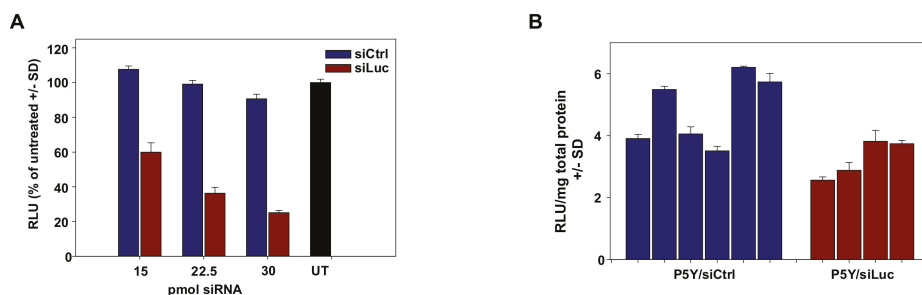 A
RLU (% of untreated +/- SD)
120
100
80
60
40
20
0
siCtrl
siLuc
15 22.5 30 UT
pmol siRNA
B
RLU/mg total protein
+/- SD
6
4
2
0
P5Y/siCtrl P5Y/siLuc